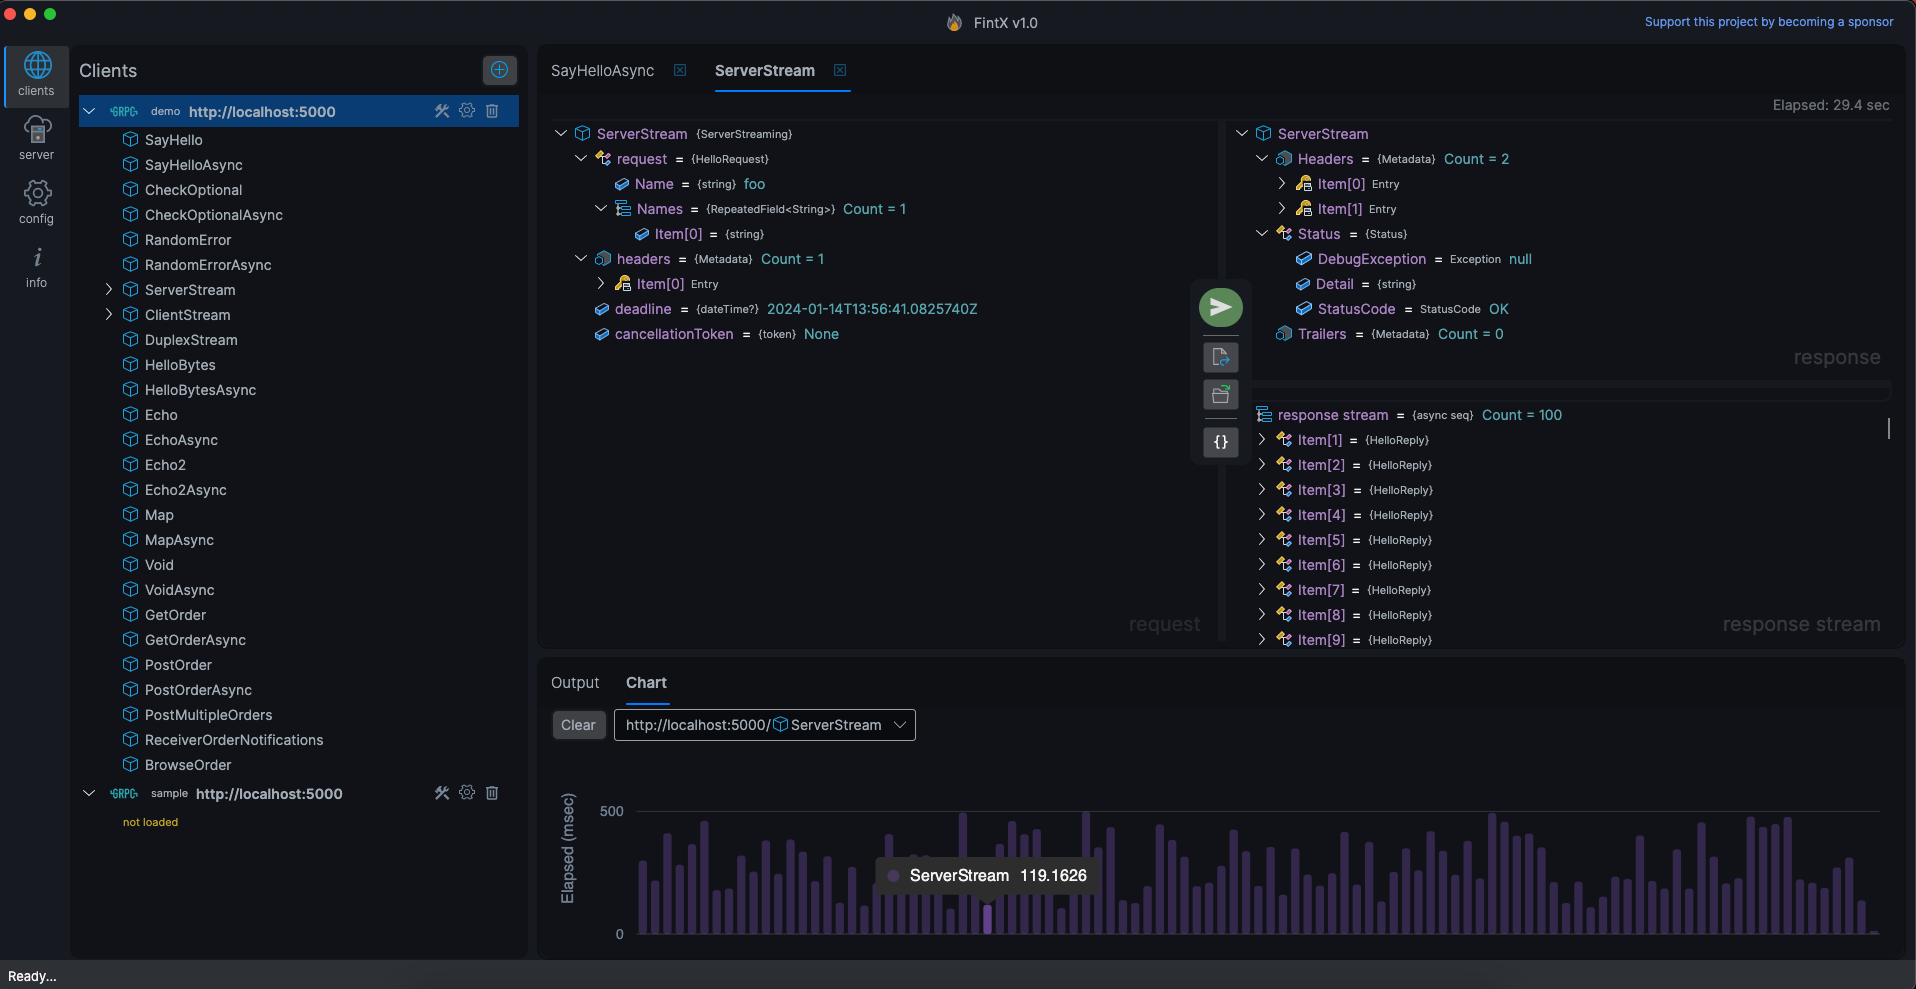 FintX v1.0
Support this project by becoming a sponsor
clients
server
config
info
Clients
GRPC demo http://localhost:5000
SayHello
SayHelloAsync
CheckOptional
CheckOptionalAsync
RandomError
RandomErrorAsync
ServerStream
ClientStream
DuplexStream
HelloBytes
HelloBytesAsync
Echo
EchoAsync
Echo2
Echo2Async
Map
MapAsync
Void
VoidAsync
GetOrder
GetOrderAsync
PostOrder
PostOrderAsync
PostMultipleOrders
ReceiverOrderNotifications
BrowseOrder
GRPC sample http://localhost:5000
not loaded
SayHelloAsync
ServerStream
Elapsed: 29.4 sec
ServerStream {ServerStreaming}
request = {HelloRequest}
Name = {string} foo
Names = {RepeatedField<String>} Count = 1
Item[0] = {string}
headers = {Metadata} Count = 1
Item[0] Entry
deadline = {dateTime?} 2024-01-14T13:56:41.0825740Z
cancellationToken = {token} None
request
{}
ServerStream
Headers = {Metadata} Count = 2
Item[0] Entry
Item[1] Entry
Status = {Status}
DebugException = Exception null
Detail = {string}
StatusCode = StatusCode OK
Trailers = {Metadata} Count = 0
response
response stream = {async seq} Count = 100
Item[1] = {HelloReply}
Item[2] = {HelloReply}
Item[3] = {HelloReply}
Item[4] = {HelloReply}
Item[5] = {HelloReply}
Item[6] = {HelloReply}
Item[7] = {HelloReply}
Item[8] = {HelloReply}
Item[9] = {HelloReply}
response stream
Output
Chart
Clear
http://localhost:5000/ ServerStream
Elapsed (msec)
500
0
ServerStream 119.1626
Ready...